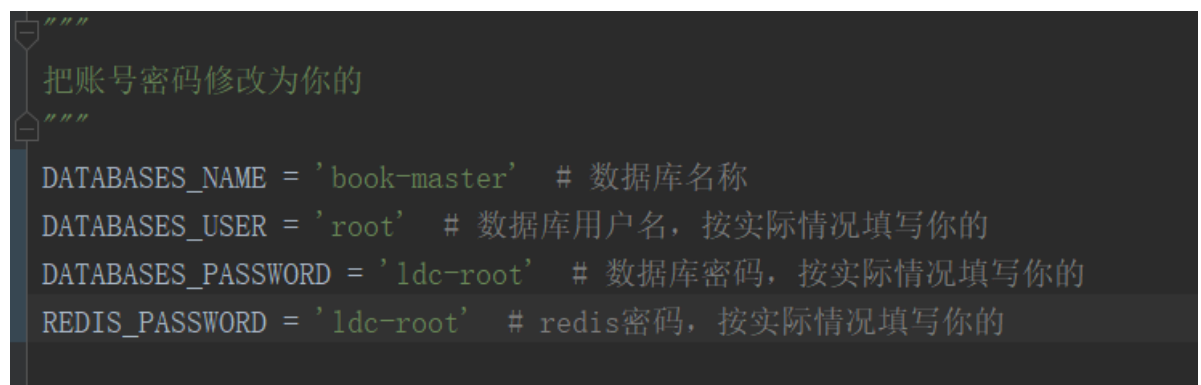 """
把账号密码修改为你的
"""
DATABASES_NAME = 'book-master'  # 数据库名称
DATABASES_USER = 'root'  # 数据库用户名，按实际情况填写你的
DATABASES_PASSWORD = 'ldc-root'  # 数据库密码，按实际情况填写你的
REDIS_PASSWORD = 'ldc-root'  # redis密码，按实际情况填写你的